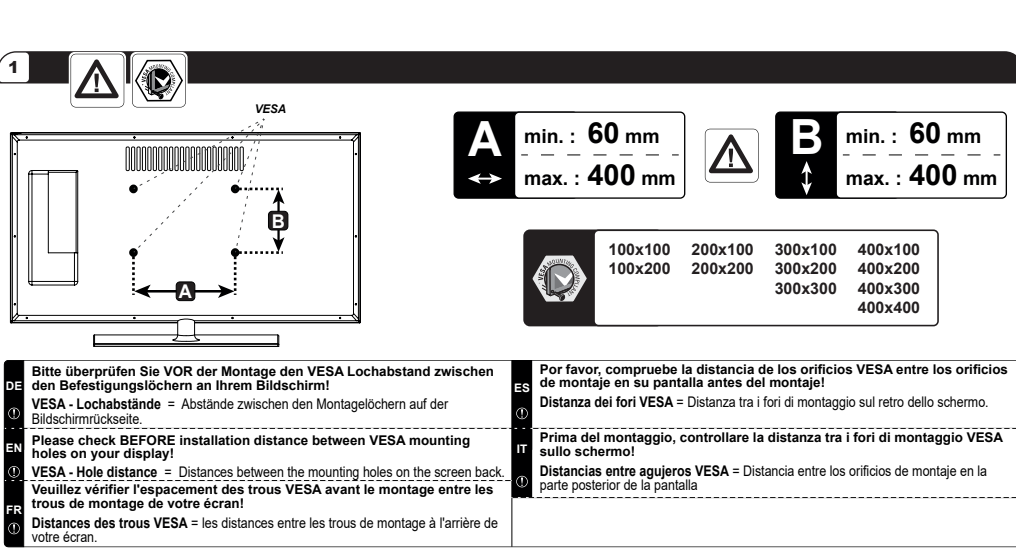 1
VESA MOUNTING COMPLIANT
VESA
B
A
A
min. : 60 mm
max. : 400 mm
B
min. : 60 mm
max. : 400 mm
VESA MOUNTING COMPLIANT
100x100 200x100 300x100 400x100
100x200 200x200 300x200 400x200
300x300 400x300
400x400
DE
Bitte überprüfen Sie VOR der Montage den VESA Lochabstand zwischen
den Befestigungslöchern an Ihrem Bildschirm!
VESA - Lochabstände = Abstände zwischen den Montagelöchern auf der
Bildschirmrückseite.
EN
Please check BEFORE installation distance between VESA mounting
holes on your display!
VESA - Hole distance = Distances between the mounting holes on the screen back.
FR
Veuillez vérifier l'espacement des trous VESA avant le montage entre les
trous de montage de votre écran!
Distances des trous VESA = les distances entre les trous de montage à l'arrière de
votre écran.
ES
Por favor, compruebe la distancia de los orificios VESA entre los orificios
de montaje en su pantalla antes del montaje!
Distanza dei fori VESA = Distanza tra i fori di montaggio sul retro dello schermo.
IT
Prima del montaggio, controllare la distanza tra i fori di montaggio VESA
sullo schermo!
Distancias entre agujeros VESA = Distancia entre los orificios de montaje en la
parte posterior de la pantalla